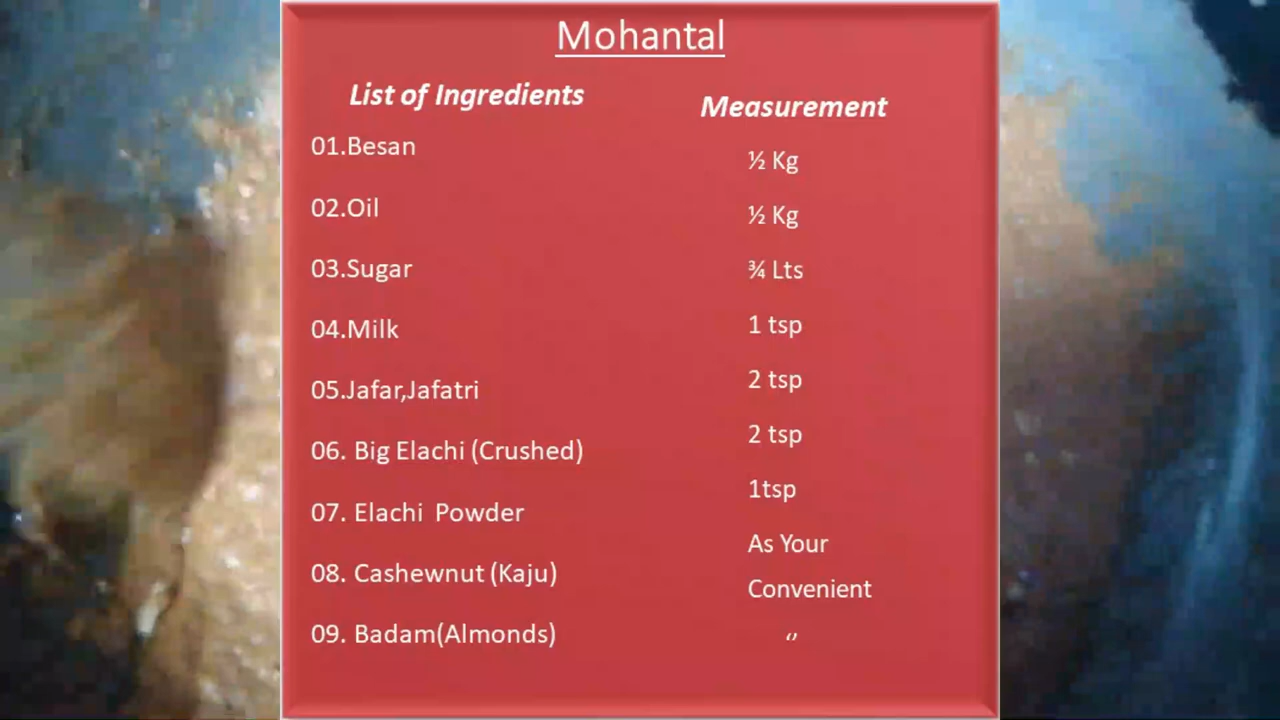 Mohantal
List of Ingredients
01.Besan
02.Oil
03.Sugar
04.Milk
05.Jafar,Jafatri
06. Big Elachi (Crushed)
07. Elachi Powder
08. Cashewnut (Kaju)
09. Badam(Almonds)
Measurement
½ Kg
½ Kg
¾ Lts
1 tsp
2 tsp
2 tsp
1tsp
As Your
Convenient
“